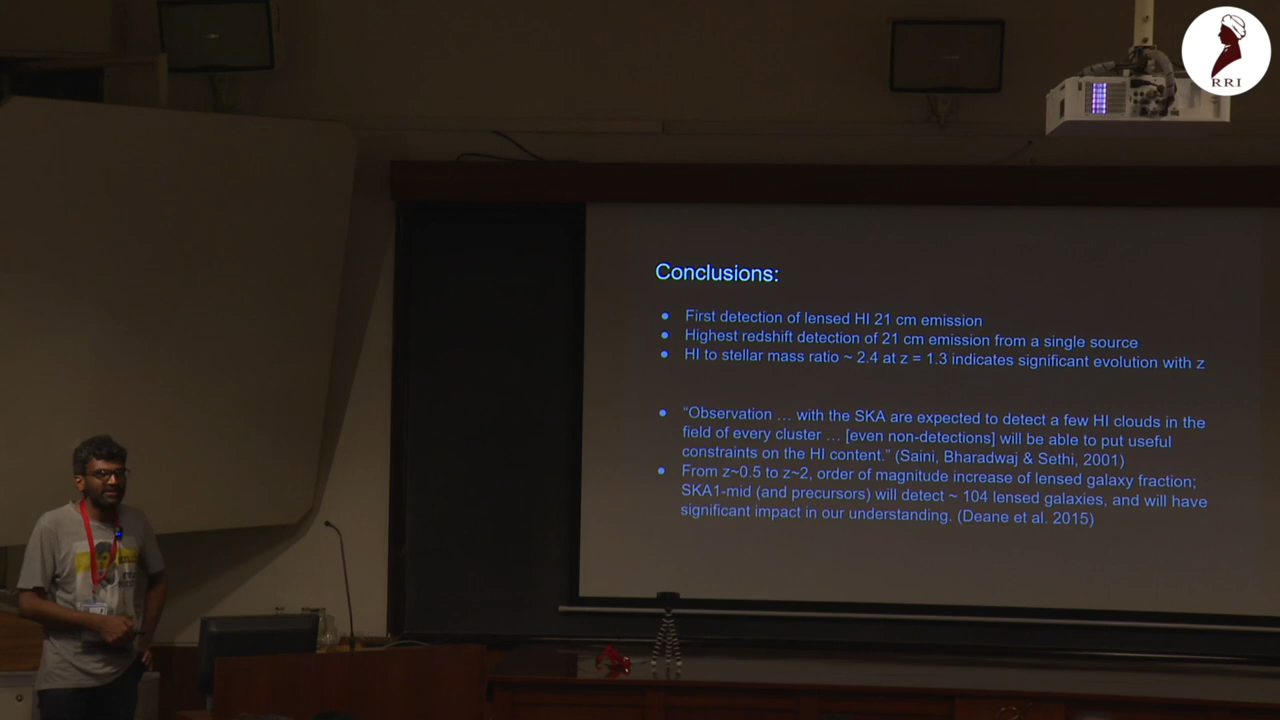 RRI
Conclusions:
● First detection of lensed HI 21 cm emission
● Highest redshift detection of 21 cm emission from a single source
● HI to stellar mass ratio ~ 2.4 at z = 1.3 indicates significant evolution with z
● “Observation … with the SKA are expected to detect a few HI clouds in the
field of every cluster … [even non-detections] will be able to put useful
constraints on the HI content.” (Saini, Bharadwaj & Sethi, 2001)
● From z~0.5 to z~2, order of magnitude increase of lensed galaxy fraction;
SKA1-mid (and precursors) will detect ~ 104 lensed galaxies, and will have
significant impact in our understanding. (Deane et al. 2015)